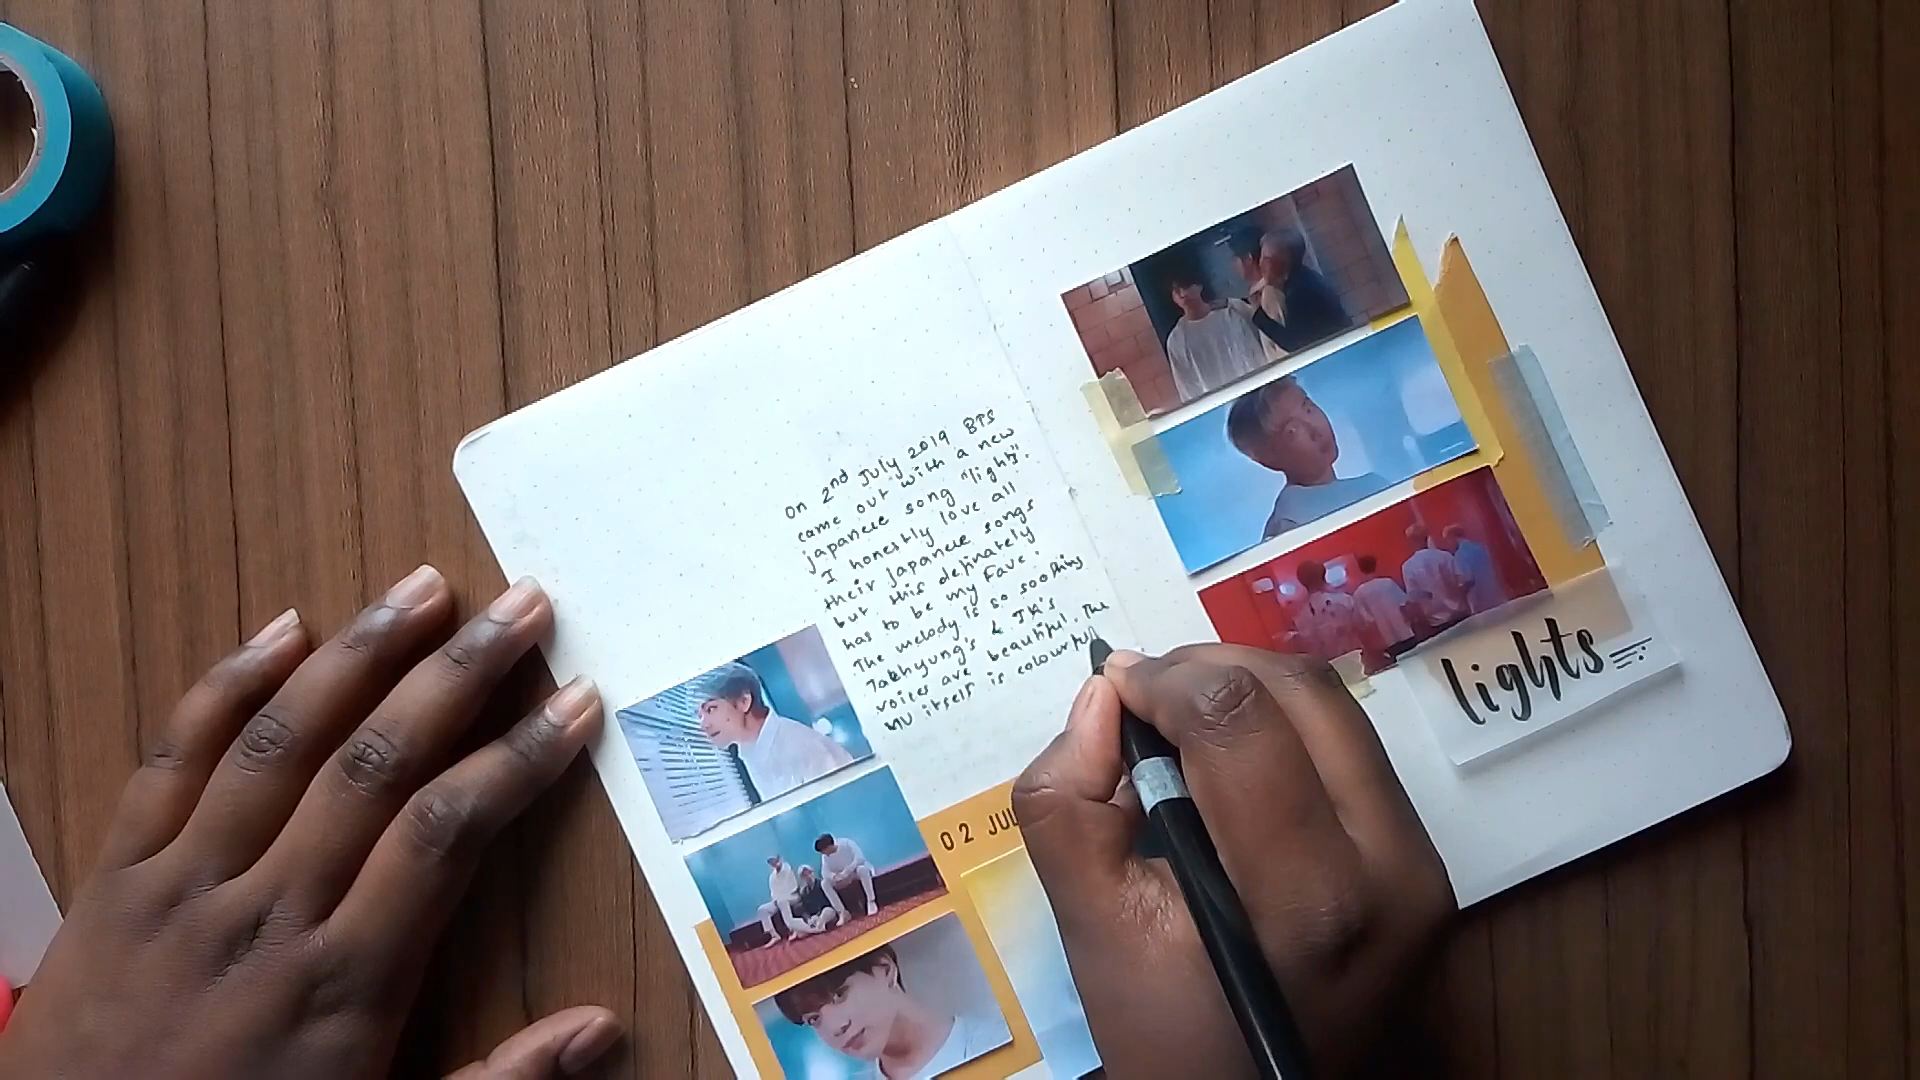 On 2nd July 2019 BTS
came out with a new
japanese song "lights".
I honestly love all
their japanese songs
but this definately
has to be my fave.
The melody is so soothing
Taehyung's & JK's
voices are beautiful. The
MV itself is colourful
02 JUL
lights